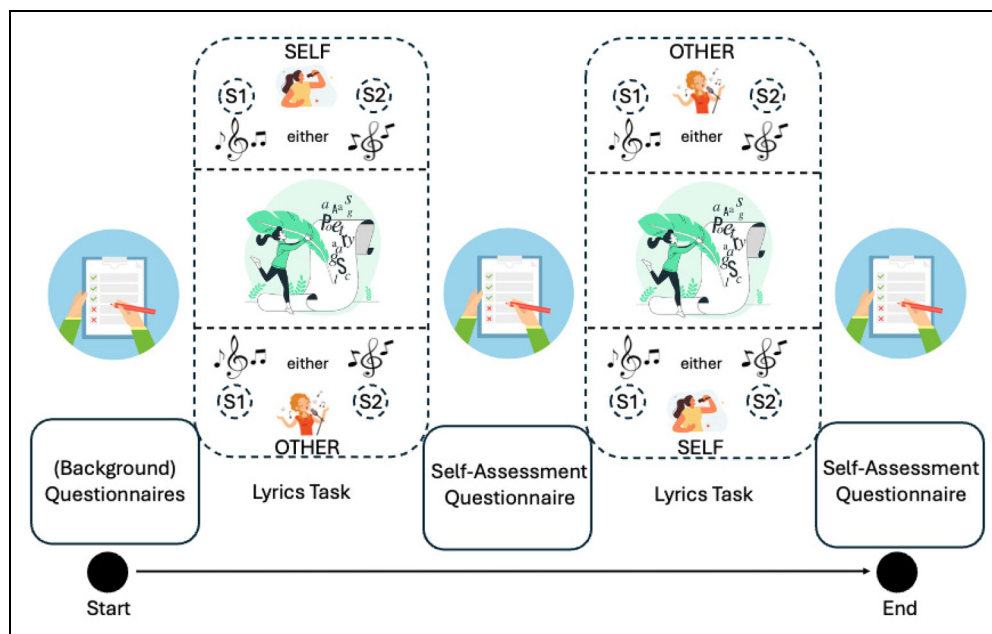 SELF
S1
S2
either
either
S1
S2
OTHER
OTHER
S1
S2
either
either
S1
S2
SELF
(Background)
Questionnaires
Lyrics Task
Self-Assessment
Questionnaire
Lyrics Task
Self-Assessment
Questionnaire
Start
End